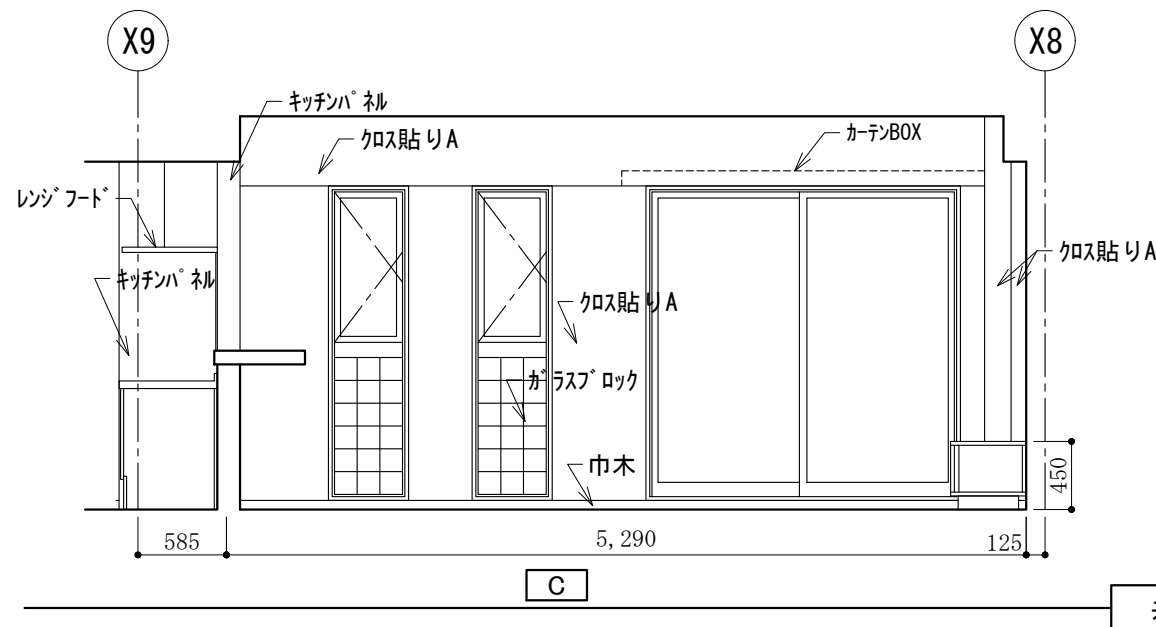 X9
X8
キッチンパネル
クロス貼りA
カーテンBOX
レンジフード
キッチンパネル
クロス貼りA
クロス貼りA
ガラスブロック
巾木
450
585
5,290
125
C